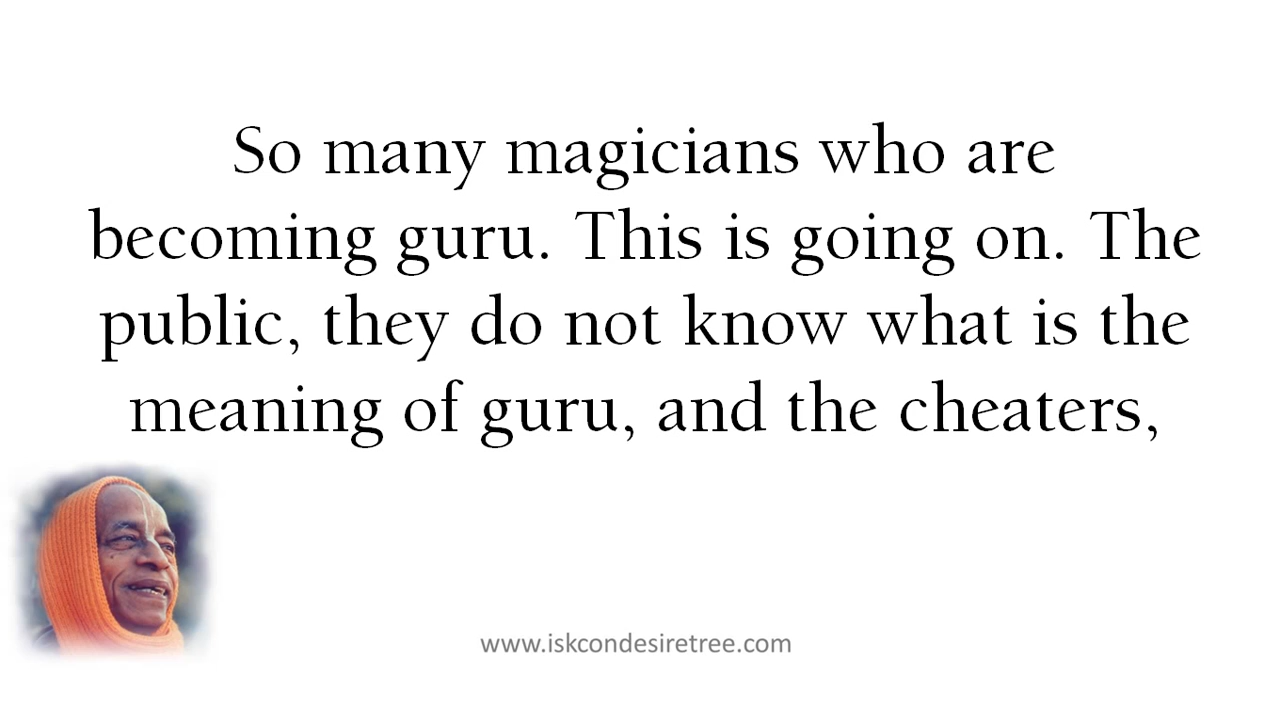 So many magicians who are
becoming guru. This is going on. The
public, they do not know what is the
meaning of guru, and the cheaters,
www.iskcondesiretree.com